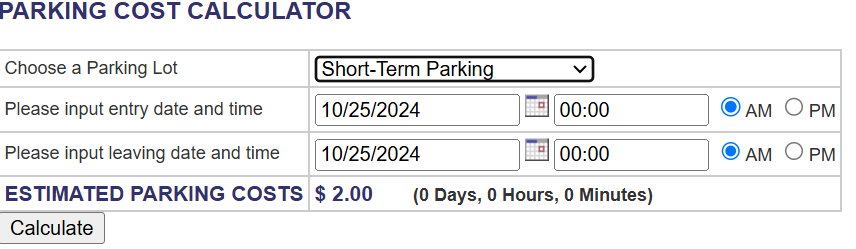 PARKING COST CALCULATOR
Choose a Parking Lot Short-Term Parking
Please input entry date and time 10/25/2024 00:00 AM PM
Please input leaving date and time 10/25/2024 00:00 AM PM
ESTIMATED PARKING COSTS $ 2.00 (0 Days, 0 Hours, 0 Minutes)
Calculate